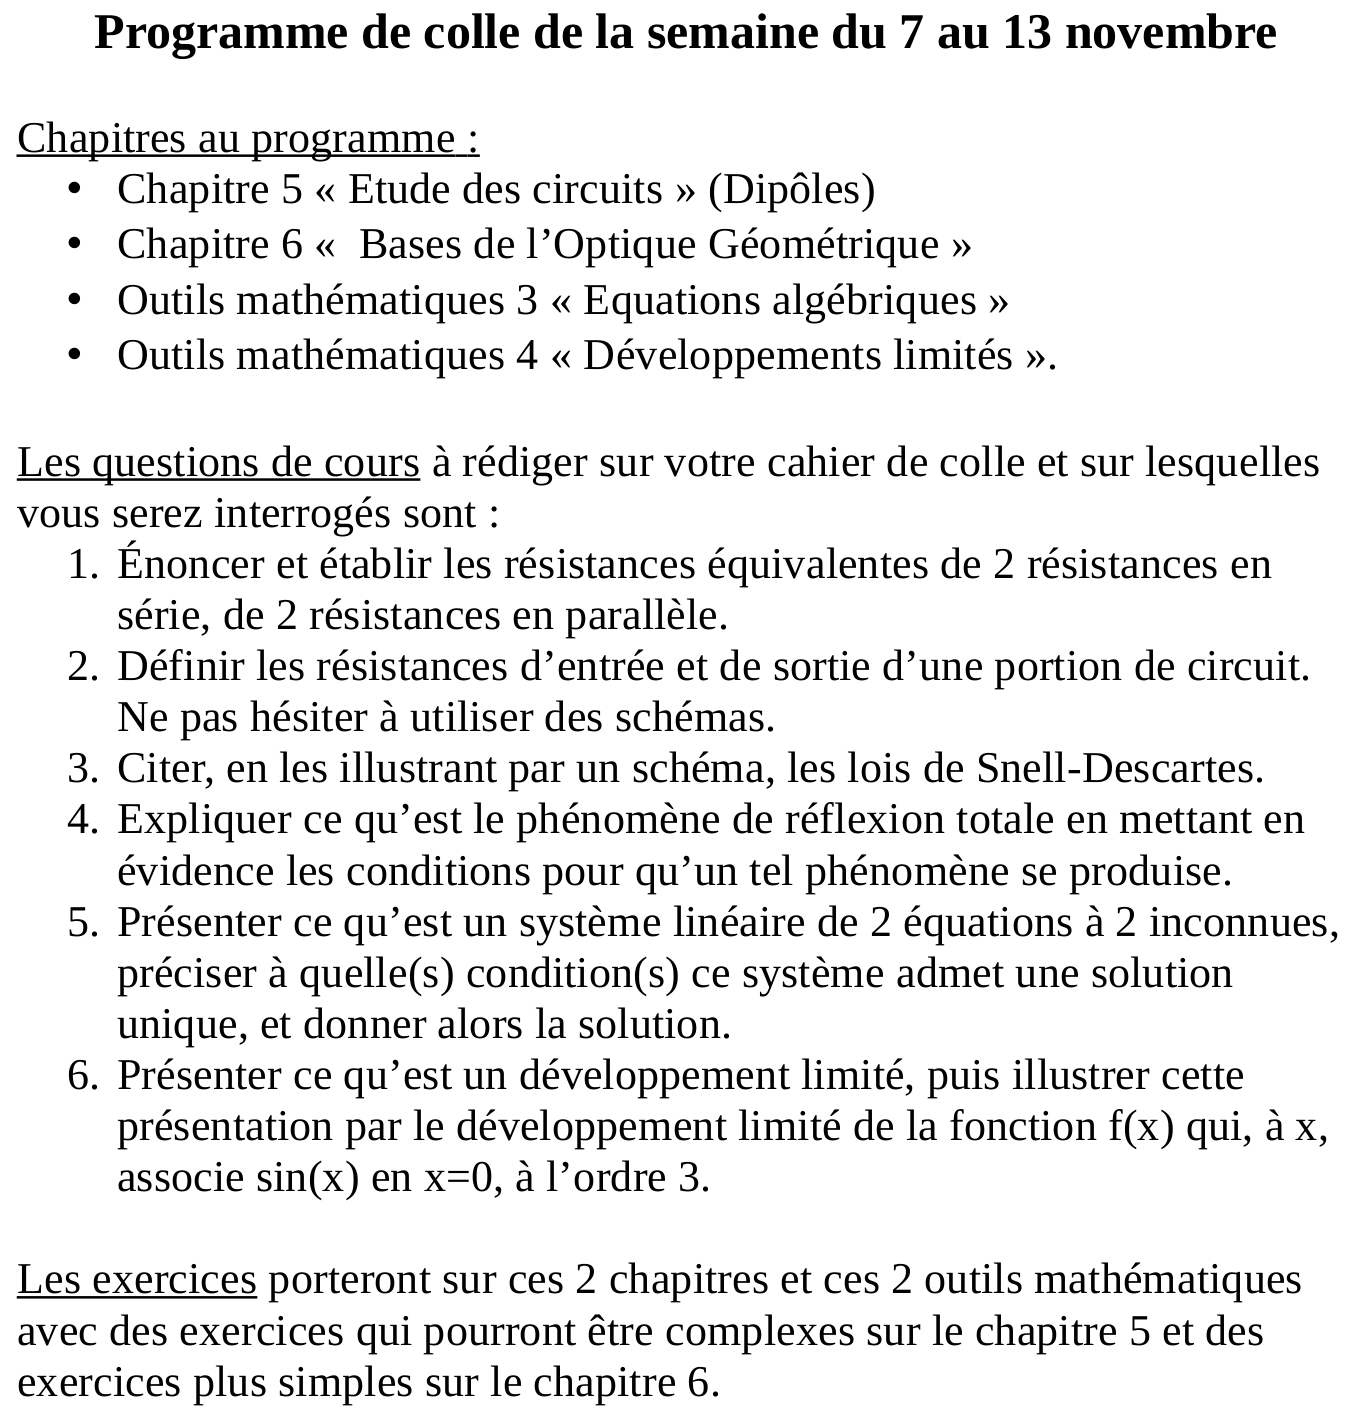 Programme de colle de la semaine du 7 au 13 novembre
Chapitres au programme :
• Chapitre 5 « Etude des circuits » (Dipôles)
• Chapitre 6 «  Bases de l’Optique Géométrique »
• Outils mathématiques 3 « Equations algébriques »
• Outils mathématiques 4 « Développements limités ».
Les questions de cours à rédiger sur votre cahier de colle et sur lesquelles
vous serez interrogés sont :
1. Énoncer et établir les résistances équivalentes de 2 résistances en
série, de 2 résistances en parallèle.
2. Définir les résistances d’entrée et de sortie d’une portion de circuit.
Ne pas hésiter à utiliser des schémas.
3. Citer, en les illustrant par un schéma, les lois de Snell-Descartes.
4. Expliquer ce qu’est le phénomène de réflexion totale en mettant en
évidence les conditions pour qu’un tel phénomène se produise.
5. Présenter ce qu’est un système linéaire de 2 équations à 2 inconnues,
préciser à quelle(s) condition(s) ce système admet une solution
unique, et donner alors la solution.
6. Présenter ce qu’est un développement limité, puis illustrer cette
présentation par le développement limité de la fonction f(x) qui, à x,
associe sin(x) en x=0, à l’ordre 3.
Les exercices porteront sur ces 2 chapitres et ces 2 outils mathématiques
avec des exercices qui pourront être complexes sur le chapitre 5 et des
exercices plus simples sur le chapitre 6.